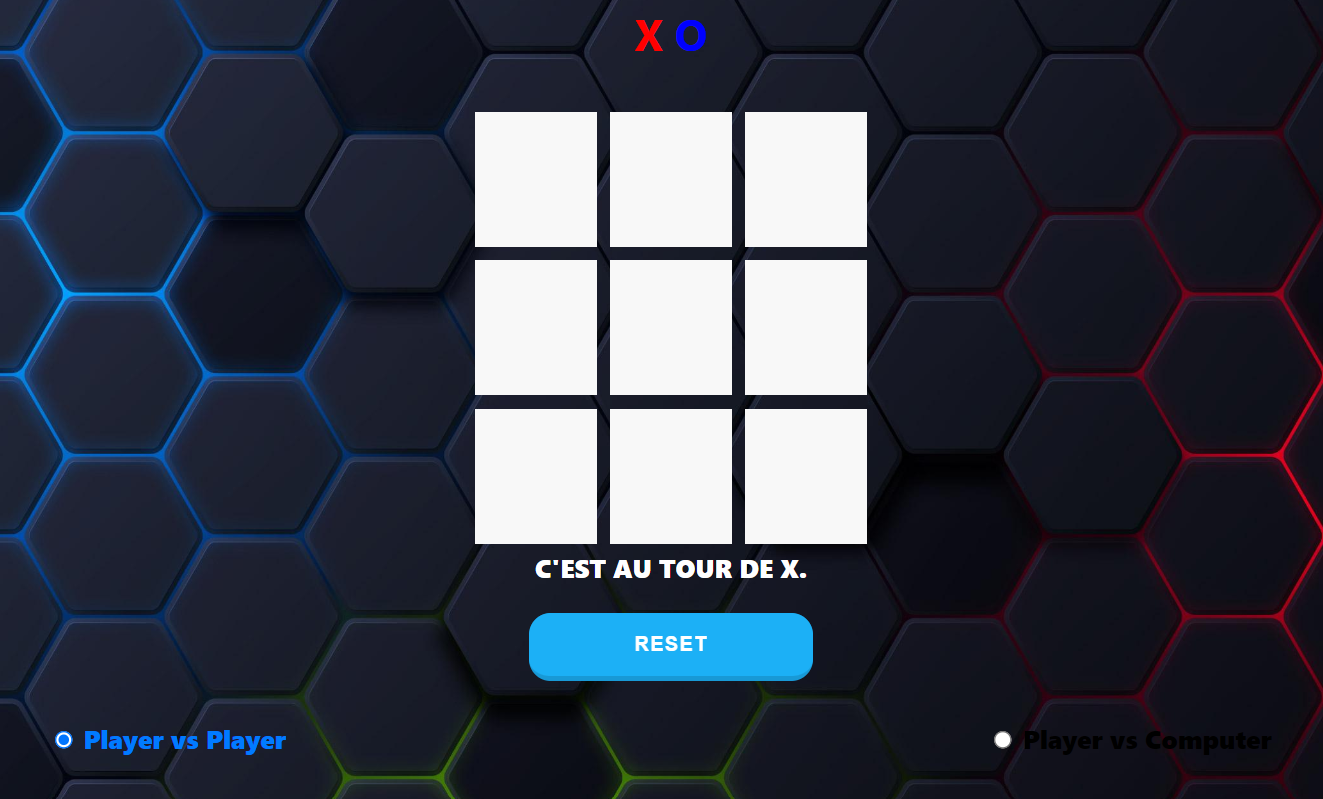 X O
C'EST AU TOUR DE X.
RESET
Player vs Player
Player vs Computer